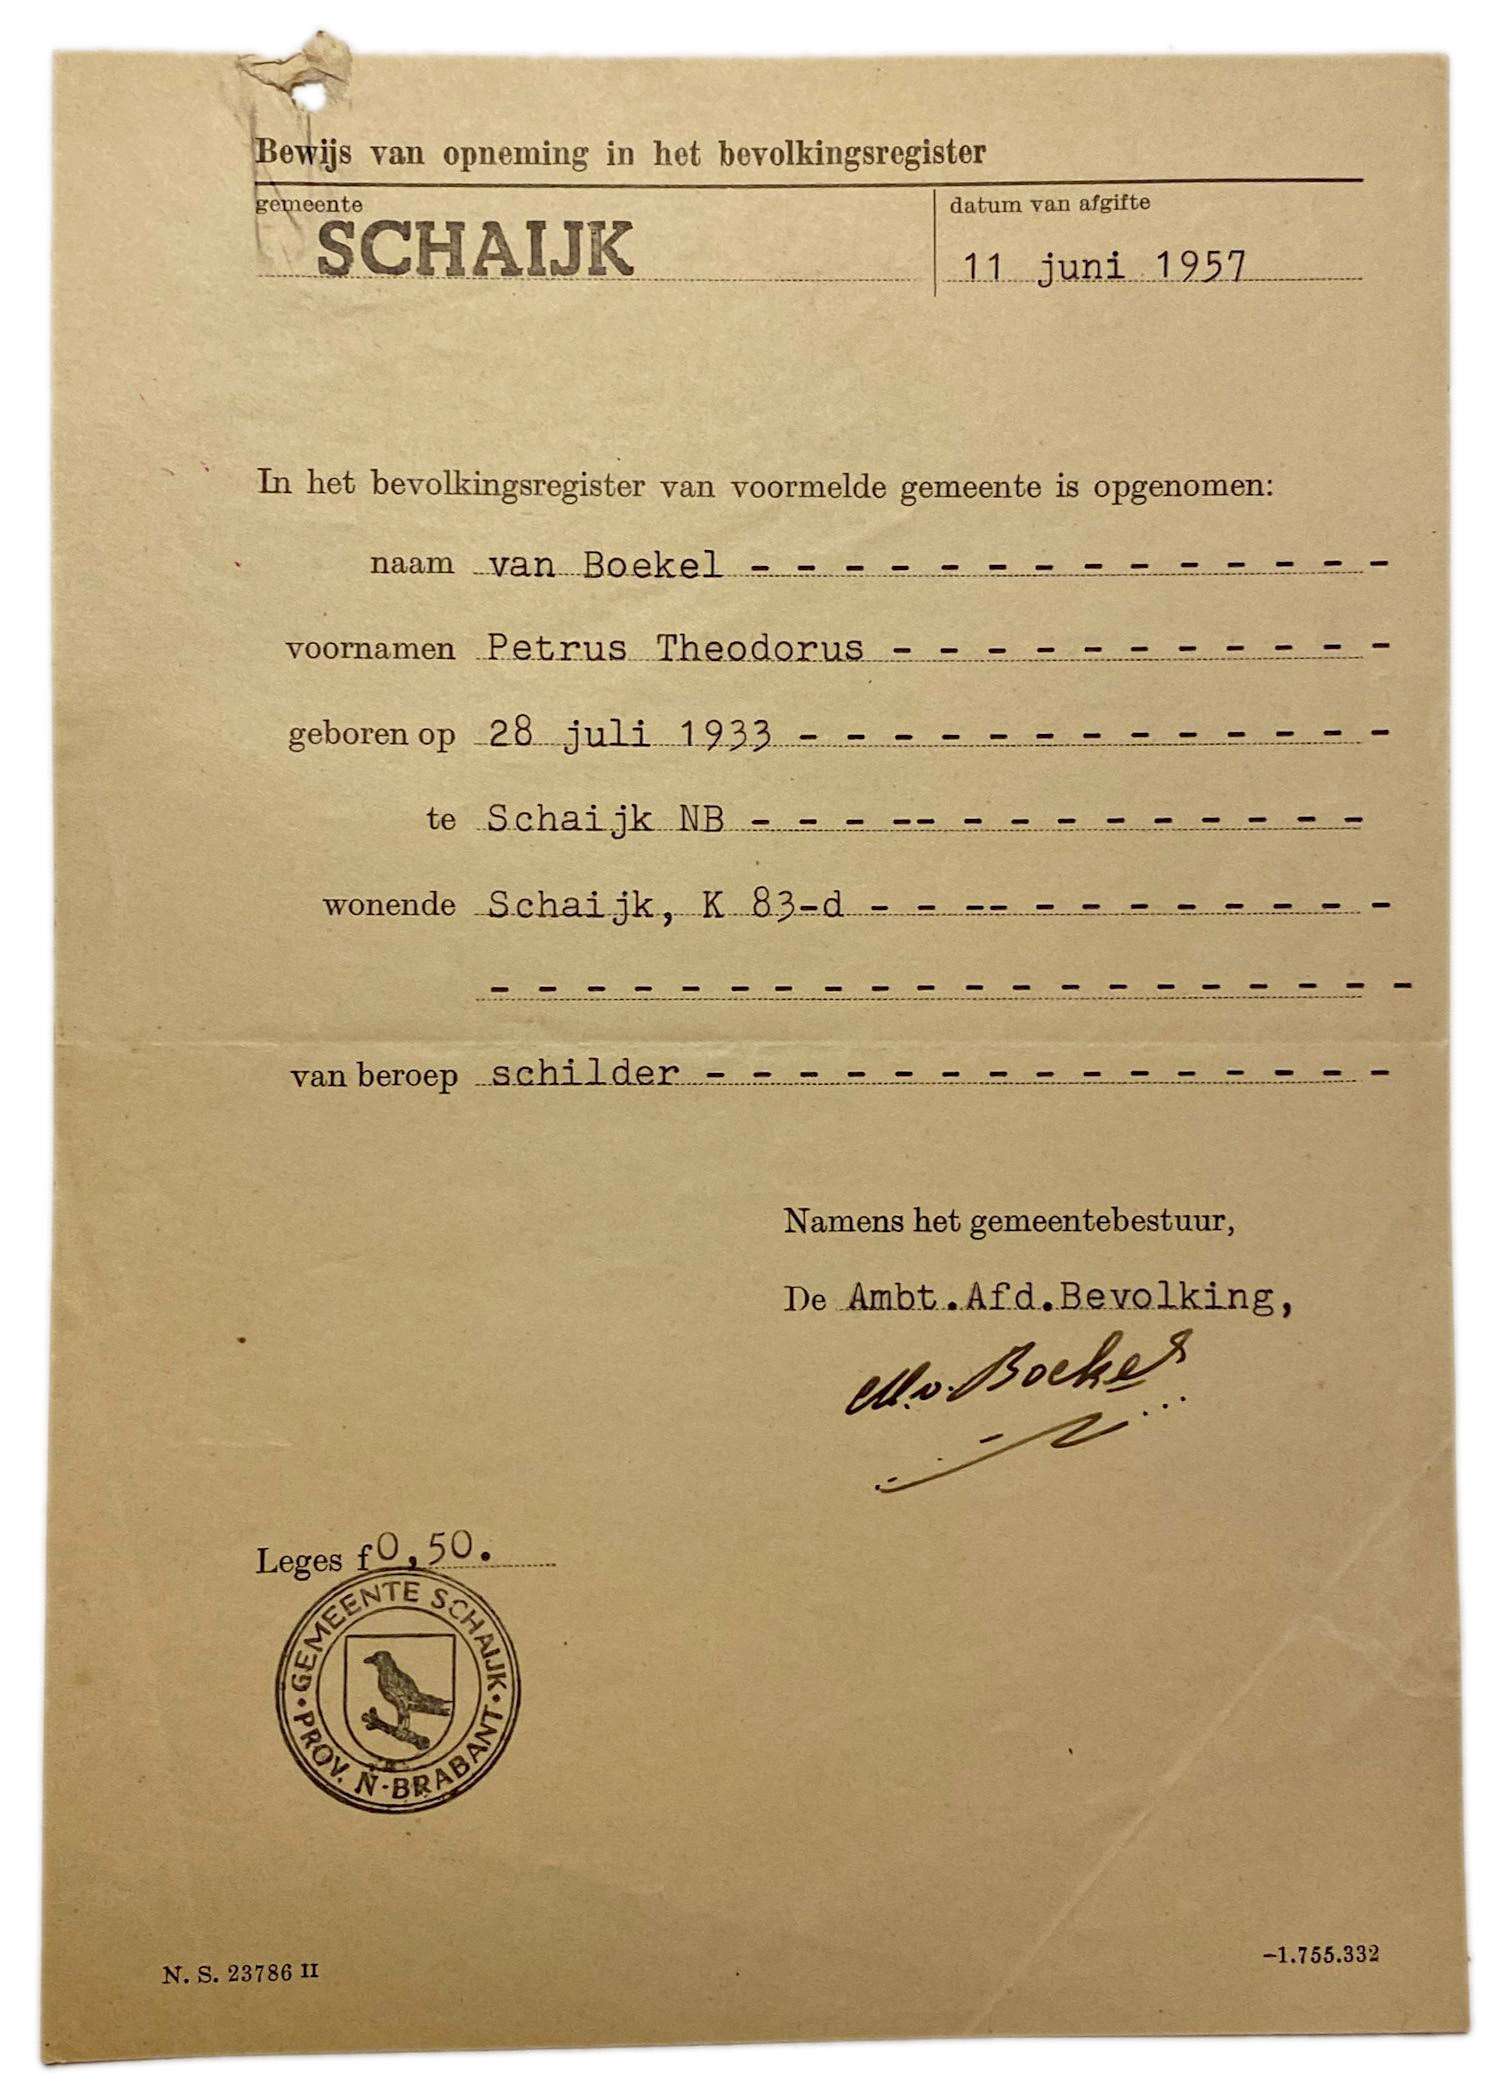 Bewijs van opneming in het bevolkingsregister
gemeente
SCHAIJK
datum van afgifte
11 juni 1957
In het bevolkingsregister van voormelde gemeente is opgenomen:
naam van Boekel - - - - - - - - - - - - - -
voornamen Petrus Theodorus - - - - - - - - - - -
geboren op 28 juli 1933 - - - - - - - - - - - - -
te Schaijk NB - - - -- - - - - - - - - -
wonende Schaijk, K 83-d - - -- - - - - - - - -
- - - - - - - - - - - - - - - - - - - -
van beroep schilder - - - - - - - - - - - - - - -
Namens het gemeentebestuur,
De Ambt.Afd.Bevolking,
M.v.Boekel
Leges f0,50.
GEMEENTE SCHAIJK
PROV. N-BRABANT
N. S. 23786 II
-1.755.332